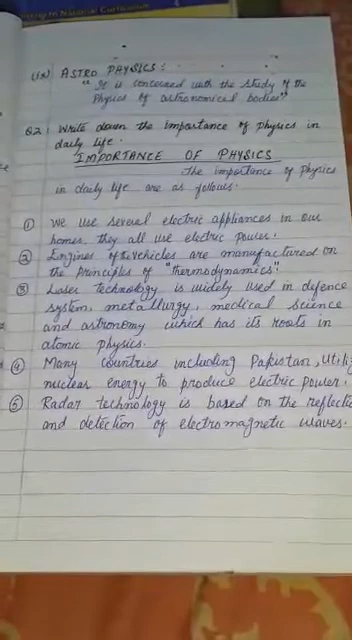 (ix) ASTRO PHYSICS:
"It is concerned with the study of the
Physics of astronomical bodies"
Q2: Write down the importance of physics in
daily life.
IMPORTANCE OF PHYSICS
The importance of Physics
in daily life are as follows:
① We use several electric appliances in our
homes, they all use electric power.
② Engines of the vehicles are manufactured on
the Principles of "thermodynamics".
③ Laser technology is widely used in defence
system, metallurgy, medical science
and astronomy which has its roots in
atomic physics.
④ Many countries including Pakistan, utiliz
nuclear energy to produce electric power.
⑤ Radar technology is based on the reflectio
and detection of electromagnetic waves.